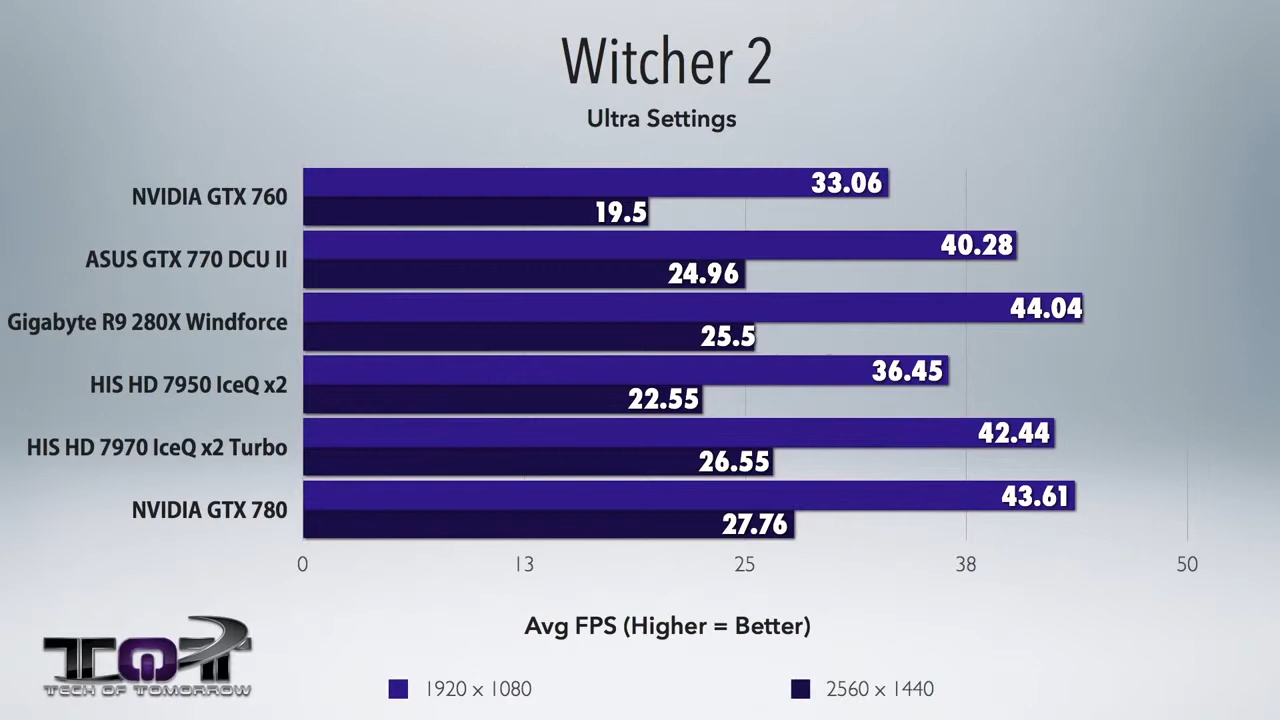 Witcher 2
Ultra Settings
NVIDIA GTX 760
33.06
19.5
ASUS GTX 770 DCU II
40.28
24.96
Gigabyte R9 280X Windforce
44.04
25.5
HIS HD 7950 IceQ x2
36.45
22.55
HIS HD 7970 IceQ x2 Turbo
42.44
26.55
NVIDIA GTX 780
43.61
27.76
0 13 25 38 50
Avg FPS (Higher = Better)
TOT
TECH OF TOMORROW
1920 x 1080 2560 x 1440